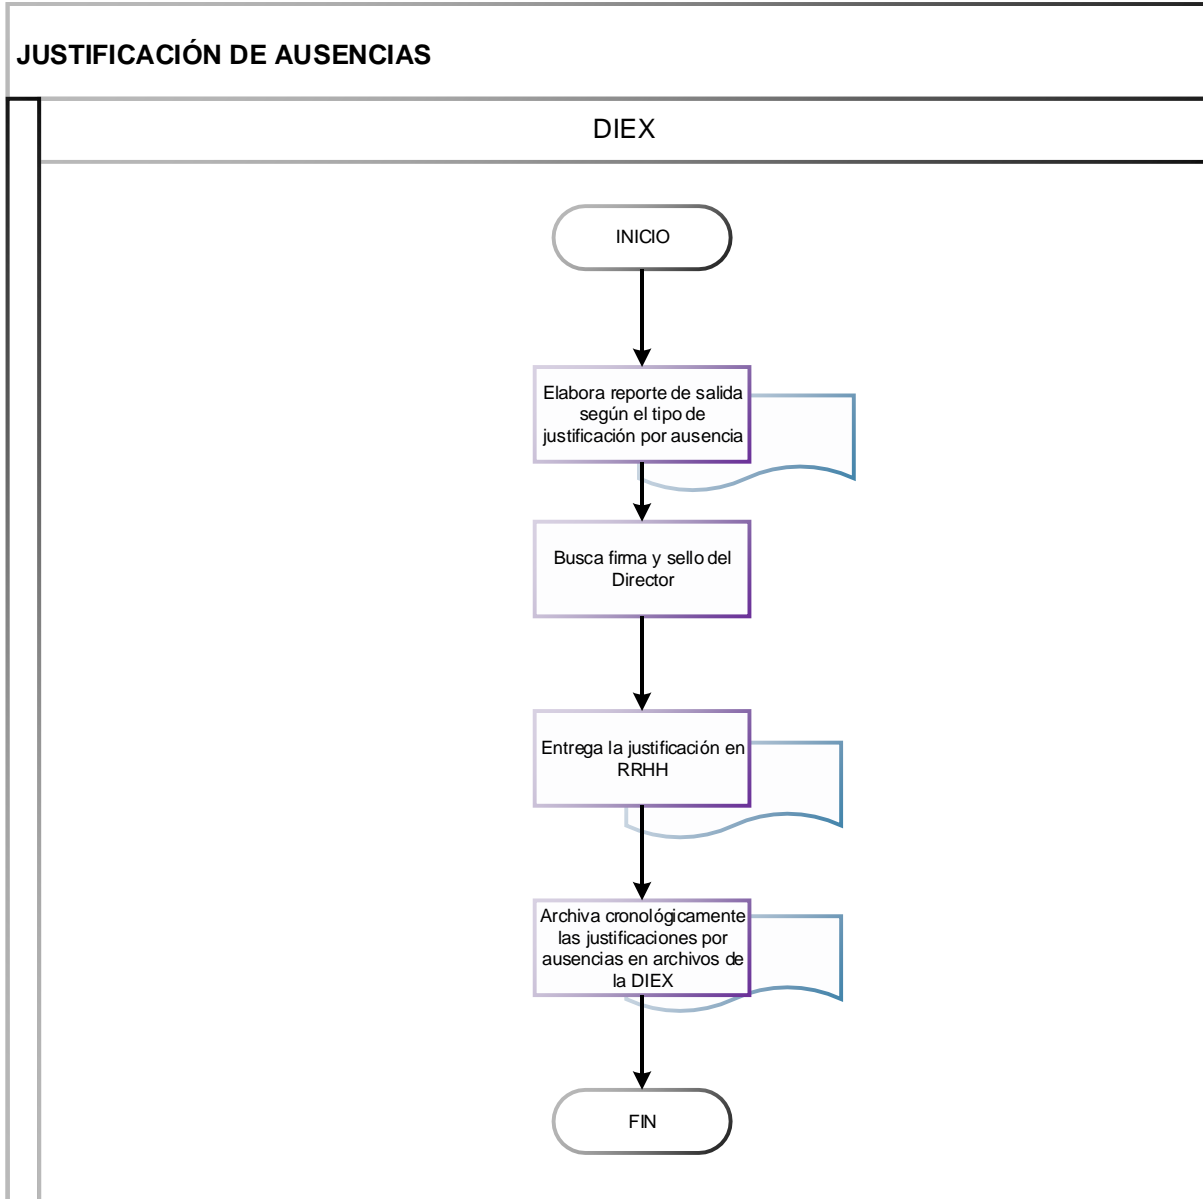 JUSTIFICACIÓN DE AUSENCIAS
DIEX
INICIO
Elabora reporte de salida
según el tipo de
justificación por ausencia
Busca firma y sello del
Director
Entrega la justificación en
RRHH
Archiva cronológicamente
las justificaciones por
ausencias en archivos de
la DIEX
FIN